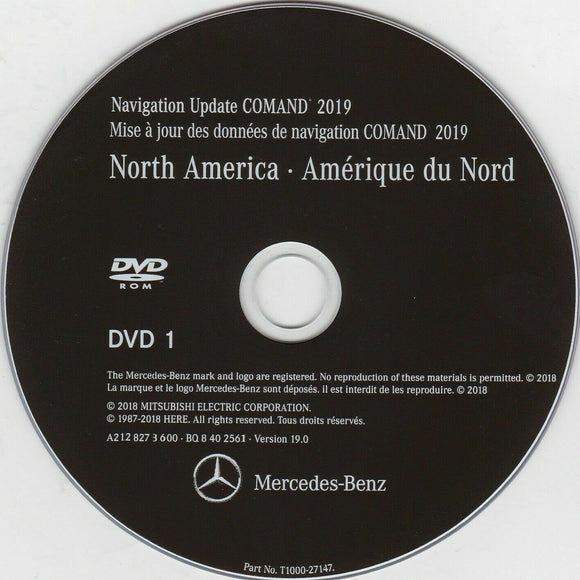 Navigation Update COMAND® 2019
Mise à jour des données de navigation COMAND 2019
North America · Amérique du Nord
DVD
ROM
DVD 1
The Mercedes-Benz mark and logo are registered. No reproduction of these materials is permitted. © 2018
La marque et le logo Mercedes-Benz sont déposés. il est interdit de les reproduire. © 2018
© 2018 MITSUBISHI ELECTRIC CORPORATION.
© 1987-2018 HERE. All rights reserved. Tous droits réservés.
A212 827 3 600 · BQ 8 40 2561 · Version 19.0
Mercedes-Benz
Part No. T1000-27147.